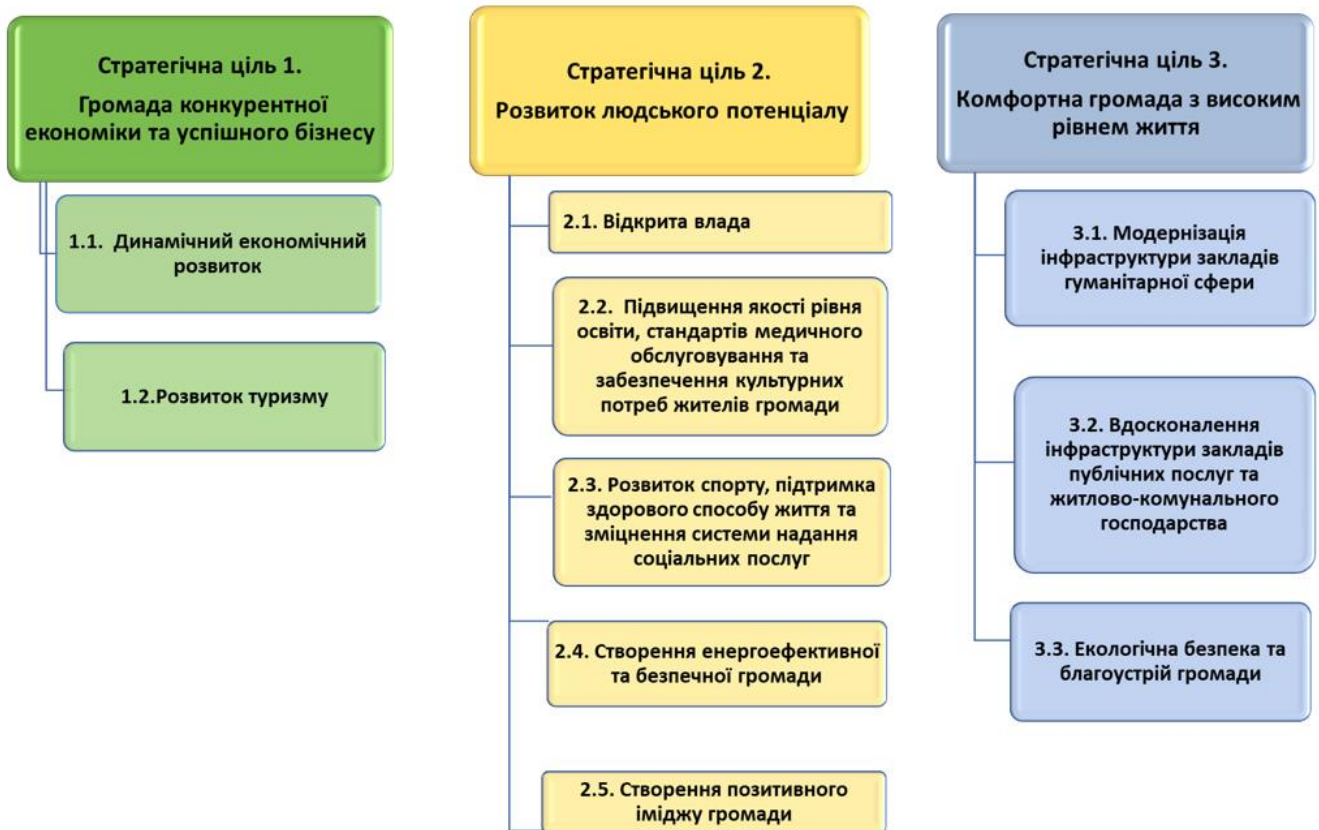 Стратегічна ціль 1.
Громада конкурентної
економіки та успішного бізнесу
1.1. Динамічний економічний
розвиток
1.2.Розвиток туризму
Стратегічна ціль 2.
Розвиток людського потенціалу
2.1. Відкрита влада
2.2. Підвищення якості рівня
освіти, стандартів медичного
обслуговування та
забезпечення культурних
потреб жителів громади
2.3. Розвиток спорту, підтримка
здорового способу життя та
зміцнення системи надання
соціальних послуг
2.4. Створення енергоефективної
та безпечної громади
2.5. Створення позитивного
іміджу громади
Стратегічна ціль 3.
Комфортна громада з високим
рівнем життя
3.1. Модернізація
інфраструктури закладів
гуманітарної сфери
3.2. Вдосконалення
інфраструктури закладів
публічних послуг та
житлово-комунального
господарства
3.3. Екологічна безпека та
благоустрій громади